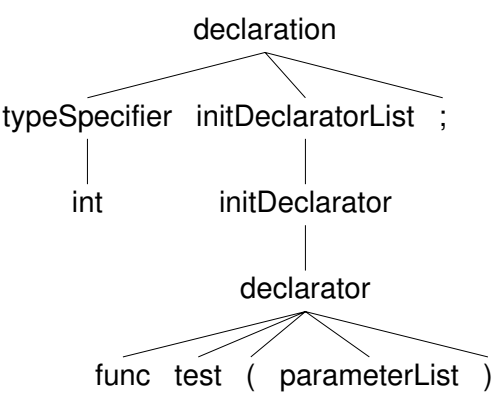 declaration
typeSpecifier initDeclaratorList ;
int initDeclarator
declarator
func test ( parameterList )